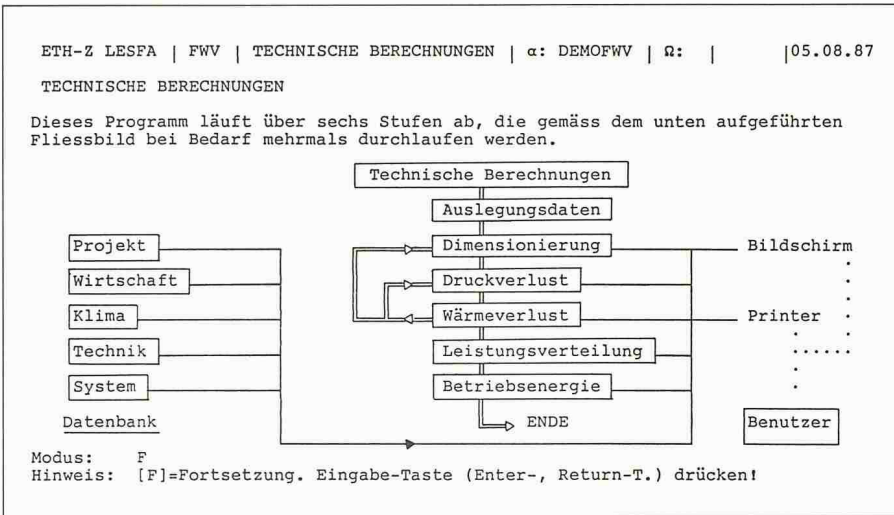 ETH-Z LESFA | FWV | TECHNISCHE BERECHNUNGEN | α: DEMOFWV | Ω: | |05.08.87
TECHNISCHE BERECHNUNGEN
Dieses Programm läuft über sechs Stufen ab, die gemäss dem unten aufgeführten
Fliessbild bei Bedarf mehrmals durchlaufen werden.
Technische Berechnungen
Auslegungsdaten
Projekt Dimensionierung Bildschirm
Wirtschaft Druckverlust
Klima Wärmeverlust Printer
Technik Leistungsverteilung
System Betriebsenergie
Datenbank ENDE Benutzer
Modus: F
Hinweis: [F]=Fortsetzung. Eingabe-Taste (Enter-, Return-T.) drücken!